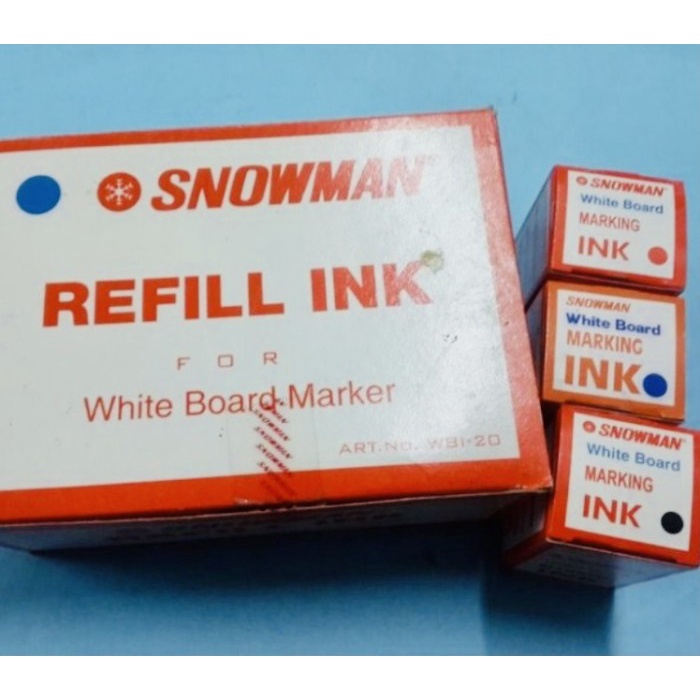 SNOWMAN
REFILL INK
FOR
White Board Marker
ART.No. WBI-20
SNOWMAN
White Board
MARKING
INK
SNOWMAN
White Board
MARKING
INK
SNOWMAN
White Board
MARKING
INK